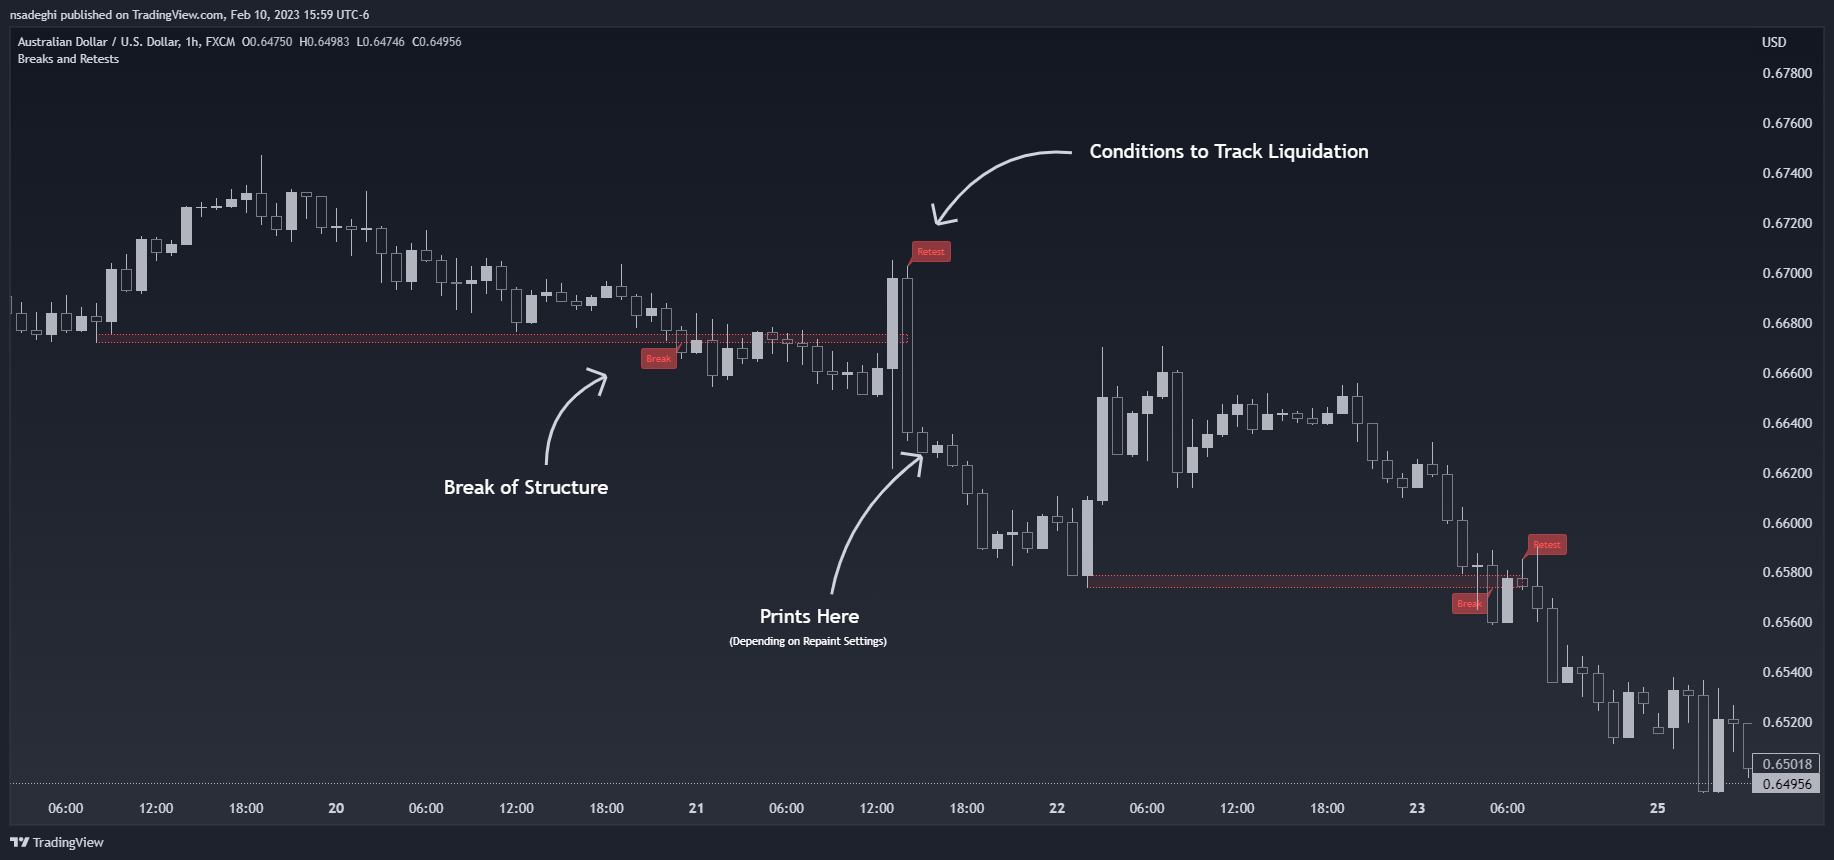 nsadeghi published on TradingView.com, Feb 10, 2023 15:59 UTC-6
Australian Dollar / U.S. Dollar, 1h, FXCM O0.64750 H0.64983 L0.64746 C0.64956
Breaks and Retests
USD
0.67800
0.67600
Conditions to Track Liquidation
0.67400
0.67200
Retest
0.67000
0.66800
Break
0.66600
0.66400
0.66200
Break of Structure
0.66000
Retest
0.65800
Break
Prints Here
0.65600
(Depending on Repaint Settings)
0.65400
0.65200
0.65018
0.64956
06:00 12:00 18:00 20 06:00 12:00 18:00 21 06:00 12:00 18:00 22 06:00 12:00 18:00 23 06:00 25
TradingView